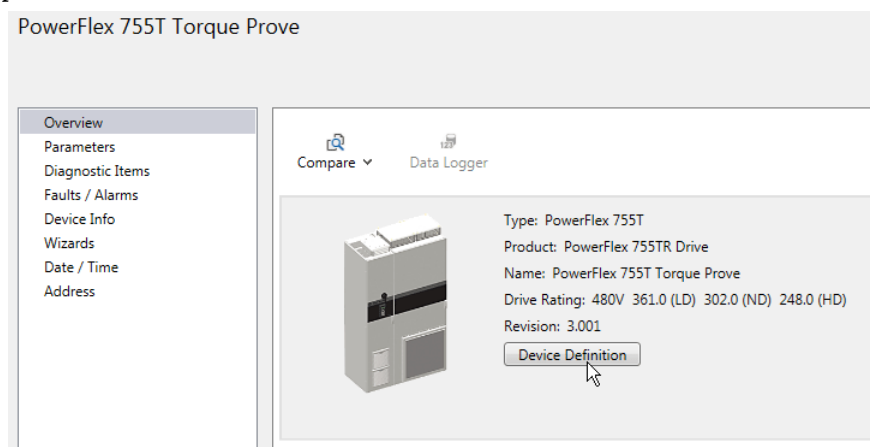 PowerFlex 755T Torque Prove
Overview
Parameters
Diagnostic Items
Faults / Alarms
Device Info
Wizards
Date / Time
Address
Compare
Data Logger
Type: PowerFlex 755T
Product: PowerFlex 755TR Drive
Name: PowerFlex 755T Torque Prove
Drive Rating: 480V 361.0 (LD) 302.0 (ND) 248.0 (HD)
Revision: 3.001
Device Definition